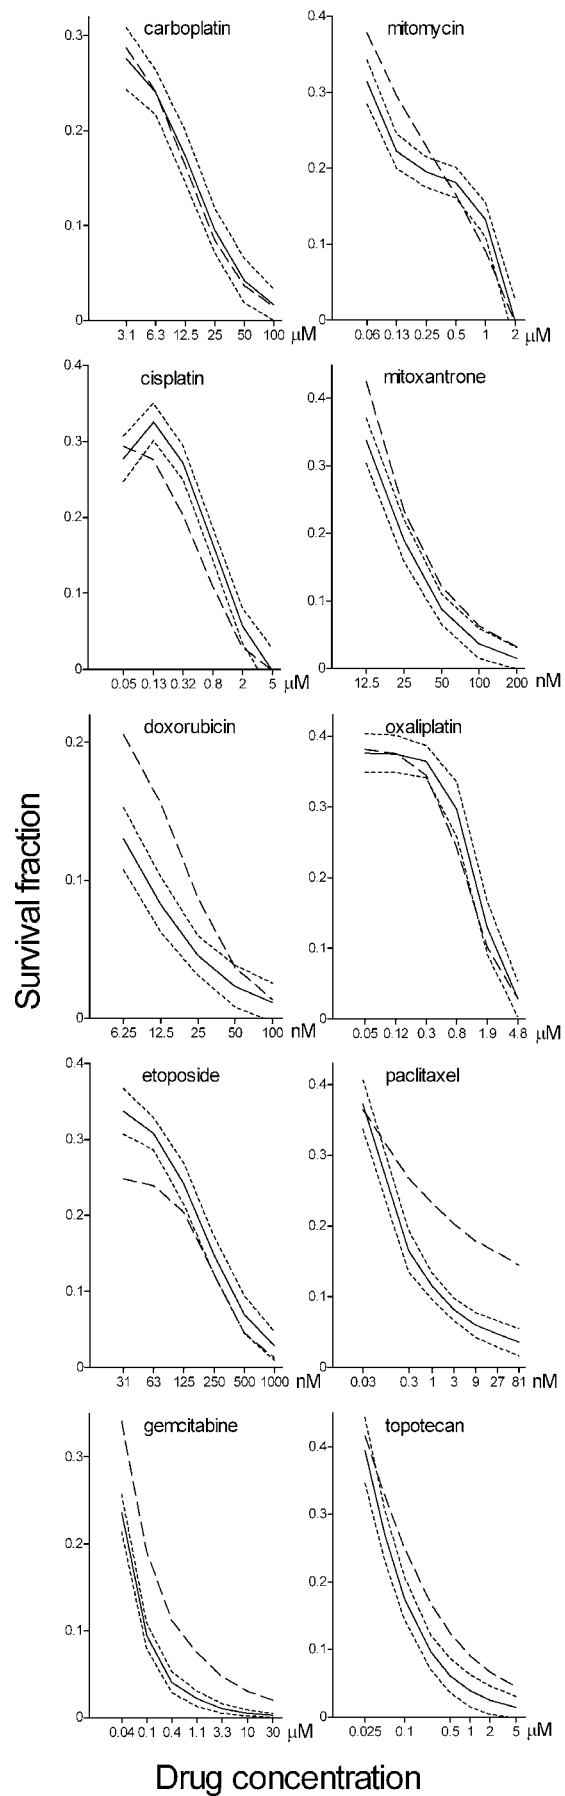 carboplatin
0.3
0.2
0.1
0
3.1 6.3 12.5 25 50 100 μM
mitomycin
0.4
0.3
0.2
0.1
0
0.06 0.13 0.25 0.5 1 2 μM
cisplatin
0.4
0.3
0.2
0.1
0
0.05 0.13 0.32 0.8 2 5 μM
mitoxantrone
0.4
0.3
0.2
0.1
0
12.5 25 50 100 200 nM
doxorubicin
0.2
0.1
0
6.25 12.5 25 50 100 nM
oxaliplatin
0.4
0.3
0.2
0.1
0
0.05 0.12 0.3 0.8 1.9 4.8 μM
Survival fraction
etoposide
0.4
0.3
0.2
0.1
0
31 63 125 250 500 1000 nM
paclitaxel
0.4
0.3
0.2
0.1
0
0.03 0.3 1 3 9 27 81 nM
gemcitabine
0.3
0.2
0.1
0
0.04 0.1 0.4 1.1 3.3 10 30 μM
topotecan
0.4
0.3
0.2
0.1
0
0.025 0.1 0.5 1 2 5 μM
Drug concentration